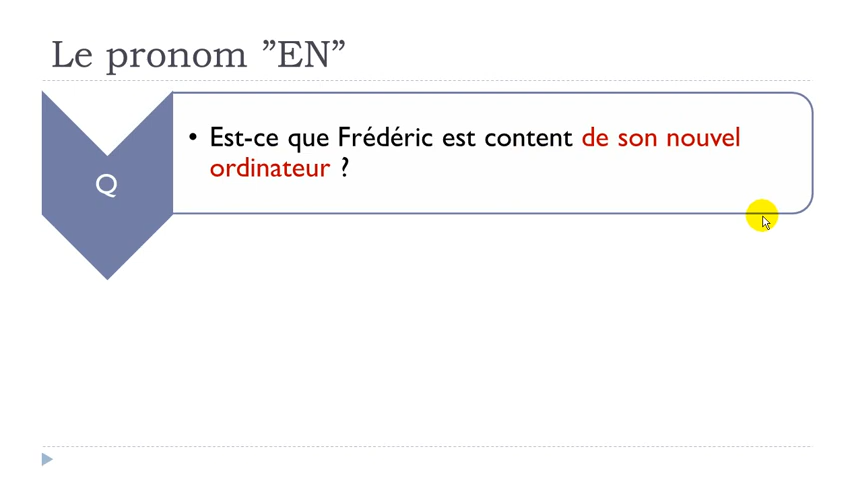 Le pronom ”EN”
Q
• Est-ce que Frédéric est content de son nouvel
ordinateur ?